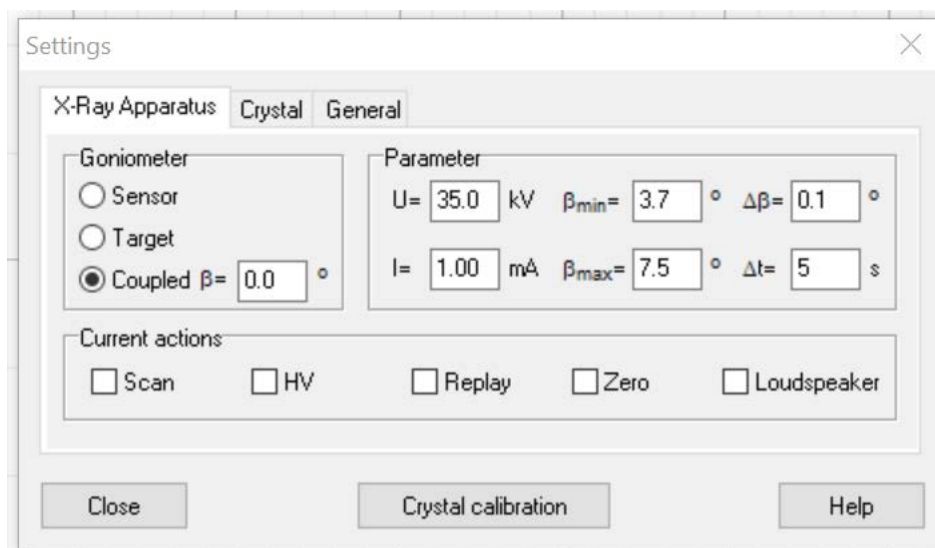 Settings
X-Ray Apparatus Crystal General
Goniometer
Sensor
Target
Coupled β= 0.0 °
Parameter
U= 35.0 kV βmin= 3.7 ° Δβ= 0.1 °
I= 1.00 mA βmax= 7.5 ° Δt= 5 s
Current actions
Scan HV Replay Zero Loudspeaker
Close Crystal calibration Help